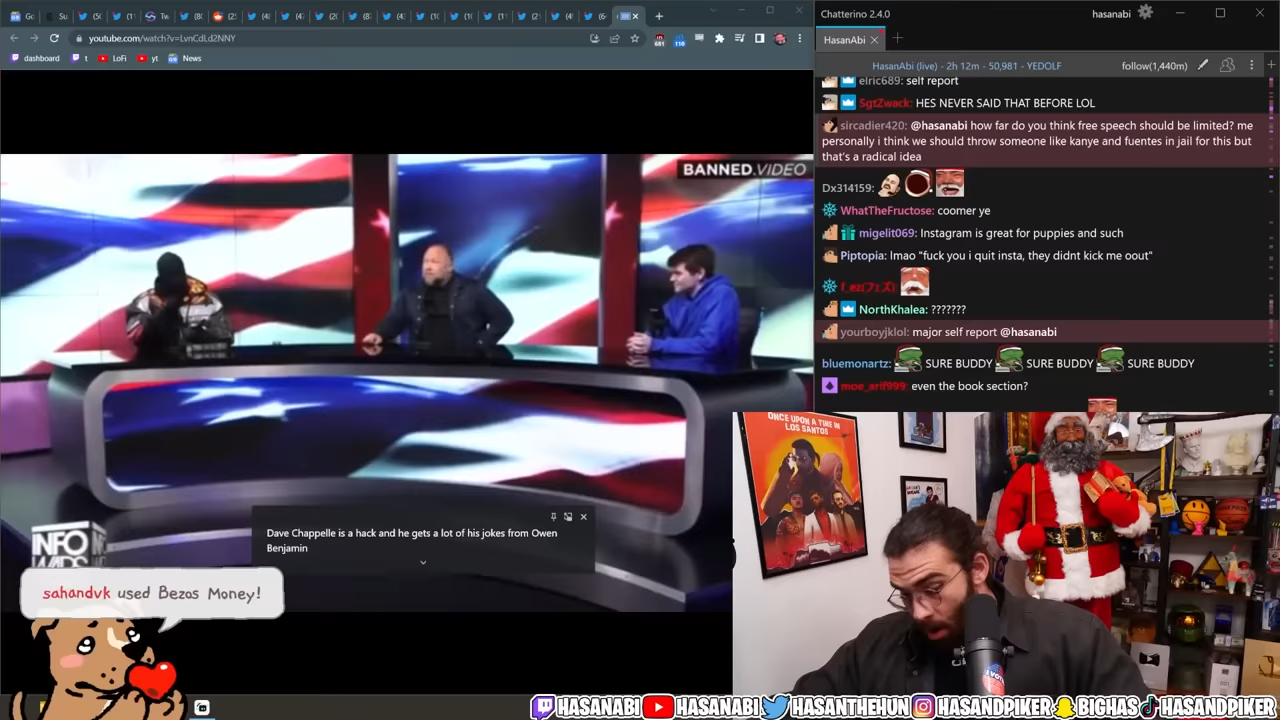 youtube.com/watch?v=LvnCdLd2NNY
dashboard
t
LoFi
yt
News
BANNED.VIDEO
INFO
Dave Chappelle is a hack and he gets a lot of his jokes from Owen
Benjamin
sahandvk used Bezos Money!
Chatterino 2.4.0
hasanabi
HasanAbi
HasanAbi (live) - 2h 12m - 50,981 - YEDOLF
follow(1,440m)
elric689: self report
SgtZwack: HES NEVER SAID THAT BEFORE LOL
sircadier420: @hasanabi how far do you think free speech should be limited? me
personally i think we should throw someone like kanye and fuentes in jail for this but
that's a radical idea
Dx314159:
WhatTheFructose: coomer ye
migelit069: Instagram is great for puppies and such
Piptopia: lmao "fuck you i quit insta, they didnt kick me oout"
f_ez(フェズ)
NorthKhalea: ???????
yourboyjklol: major self report @hasanabi
bluemonartz: SURE BUDDY SURE BUDDY SURE BUDDY
moe_arif999: even the book section?
ONCE UPON A TIME IN
LOS SANTOS
HASANABI HASANABI HASANTHEHUN HASANDPIKER BIGHAS HASANDPIKER